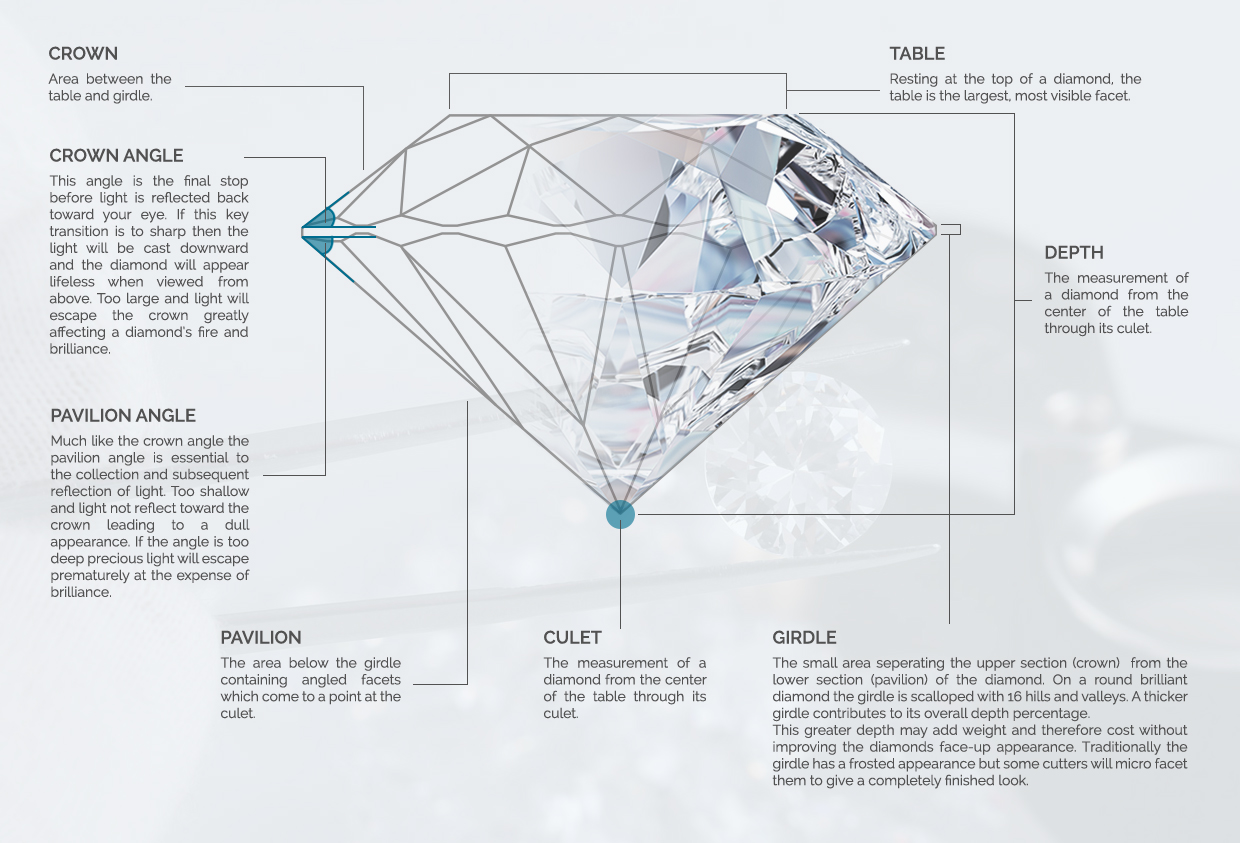 CROWN
Area between the
table and girdle.
TABLE
Resting at the top of a diamond, the
table is the largest, most visible facet.
CROWN ANGLE
This angle is the final stop
before light is reflected back
toward your eye. If this key
transition is to sharp then the
light will be cast downward
and the diamond will appear
lifeless when viewed from
above. Too large and light will
escape the crown greatly
affecting a diamond's fire and
brilliance.
DEPTH
The measurement of
a diamond from the
center of the table
through its culet.
PAVILION ANGLE
Much like the crown angle the
pavilion angle is essential to
the collection and subsequent
reflection of light. Too shallow
and light not reflect toward the
crown leading to a dull
appearance. If the angle is too
deep precious light will escape
prematurely at the expense of
brilliance.
PAVILION
The area below the girdle
containing angled facets
which come to a point at the
culet.
CULET
The measurement of a
diamond from the center
of the table through its
culet.
GIRDLE
The small area seperating the upper section (crown) from the
lower section (pavilion) of the diamond. On a round brilliant
diamond the girdle is scalloped with 16 hills and valleys. A thicker
girdle contributes to its overall depth percentage.
This greater depth may add weight and therefore cost without
improving the diamonds face-up appearance. Traditionally the
girdle has a frosted appearance but some cutters will micro facet
them to give a completely finished look.